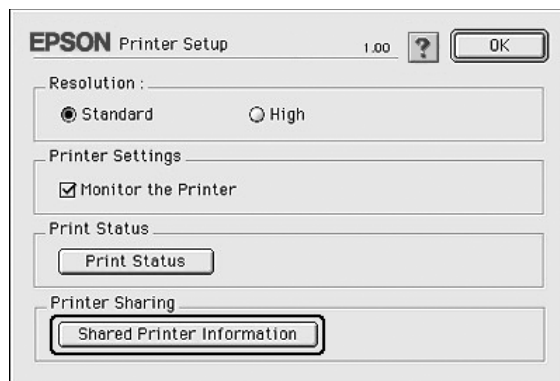 EPSON Printer Setup 1.00 ? OK
Resolution :
Standard High
Printer Settings
Monitor the Printer
Print Status
Print Status
Printer Sharing
Shared Printer Information